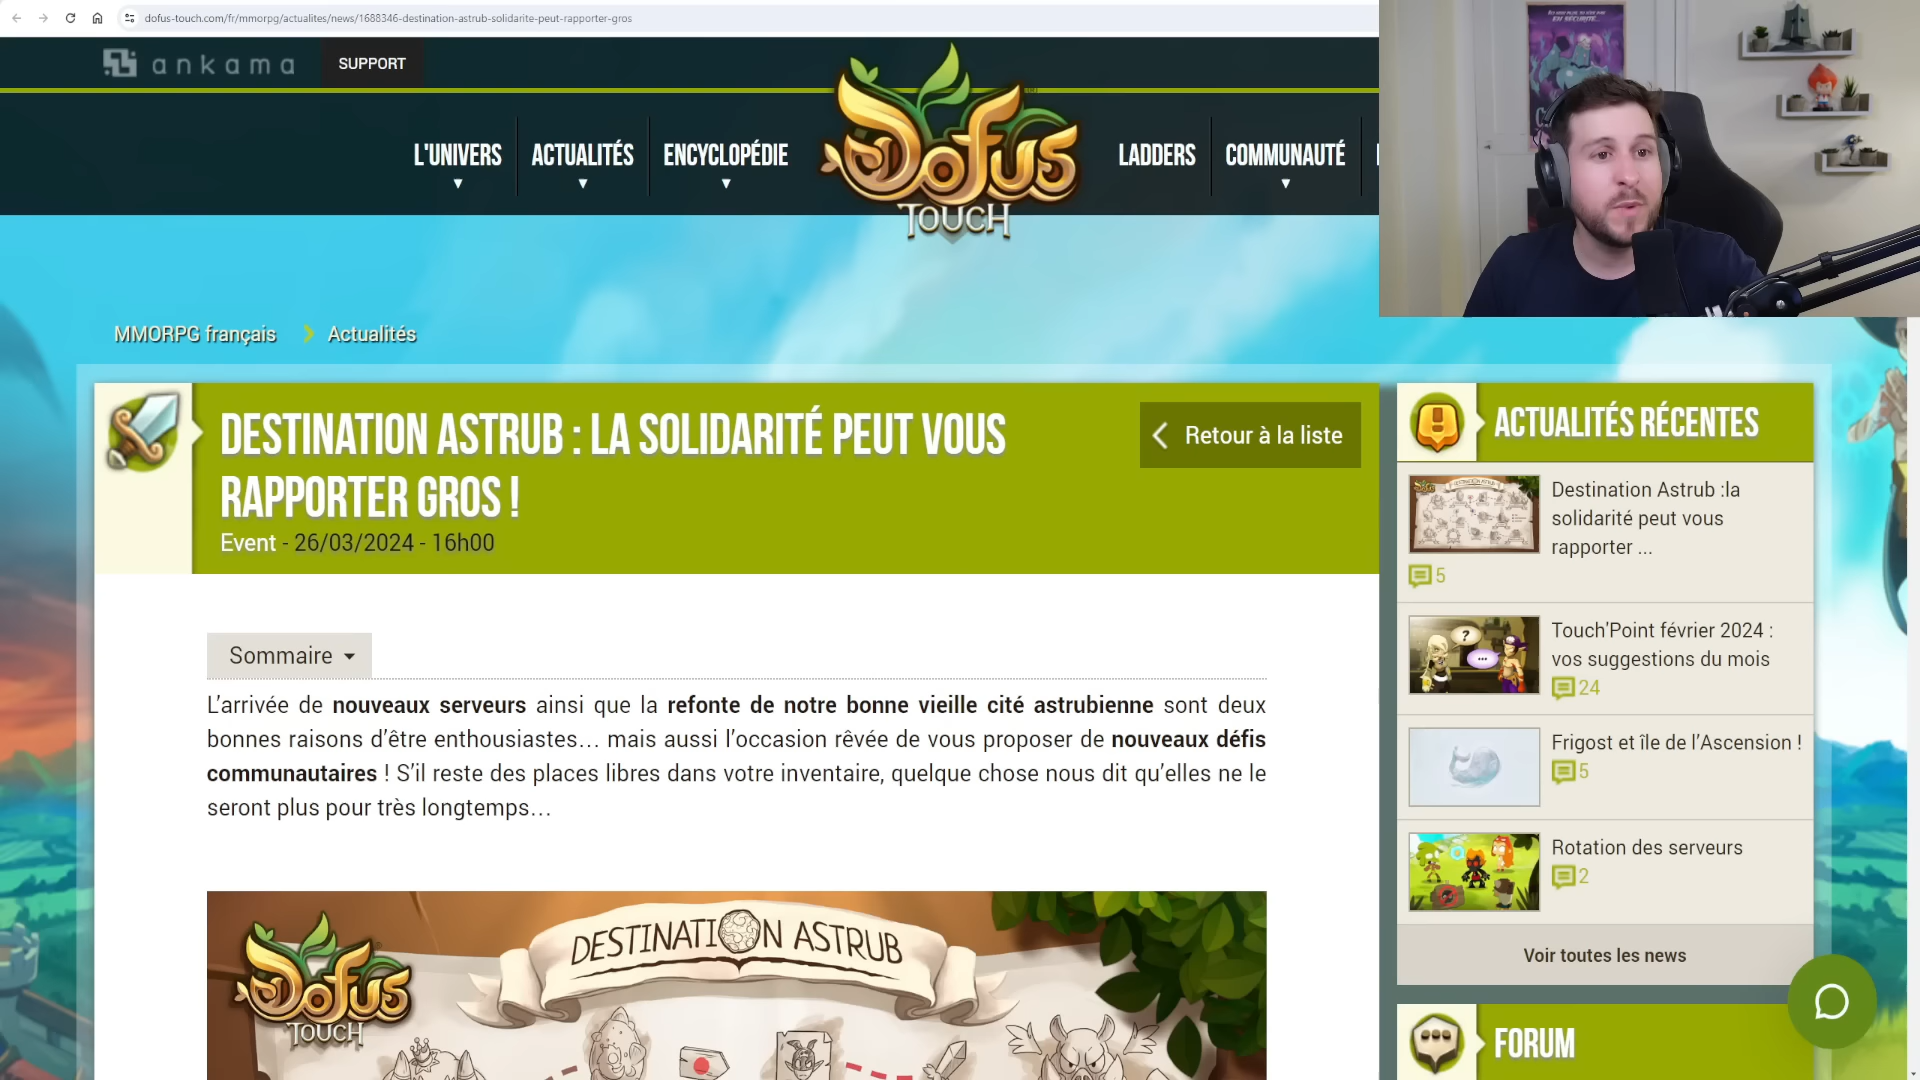 dofus-touch.com/fr/mmorpg/actualites/news/1688346-destination-astrub-solidarite-peut-rapporter-gros
ankama
SUPPORT
L'UNIVERS
ACTUALITÉS
ENCYCLOPÉDIE
DOFUS
TOUCH
LADDERS
COMMUNAUTÉ
EN SÉCURITÉ...
MMORPG français
Actualités
DESTINATION ASTRUB : LA SOLIDARITÉ PEUT VOUS
RAPPORTER GROS !
Event - 26/03/2024 - 16h00
Retour à la liste
Sommaire
L’arrivée de nouveaux serveurs ainsi que la refonte de notre bonne vieille cité astrubienne sont deux
bonnes raisons d’être enthousiastes… mais aussi l’occasion rêvée de vous proposer de nouveaux défis
communautaires ! S’il reste des places libres dans votre inventaire, quelque chose nous dit qu’elles ne le
seront plus pour très longtemps…
DESTINATION ASTRUB
DOFUS
TOUCH
ACTUALITÉS RÉCENTES
Destination Astrub :la
solidarité peut vous
rapporter ...
5
Touch'Point février 2024 :
vos suggestions du mois
24
Frigost et île de l’Ascension !
5
Rotation des serveurs
2
Voir toutes les news
FORUM